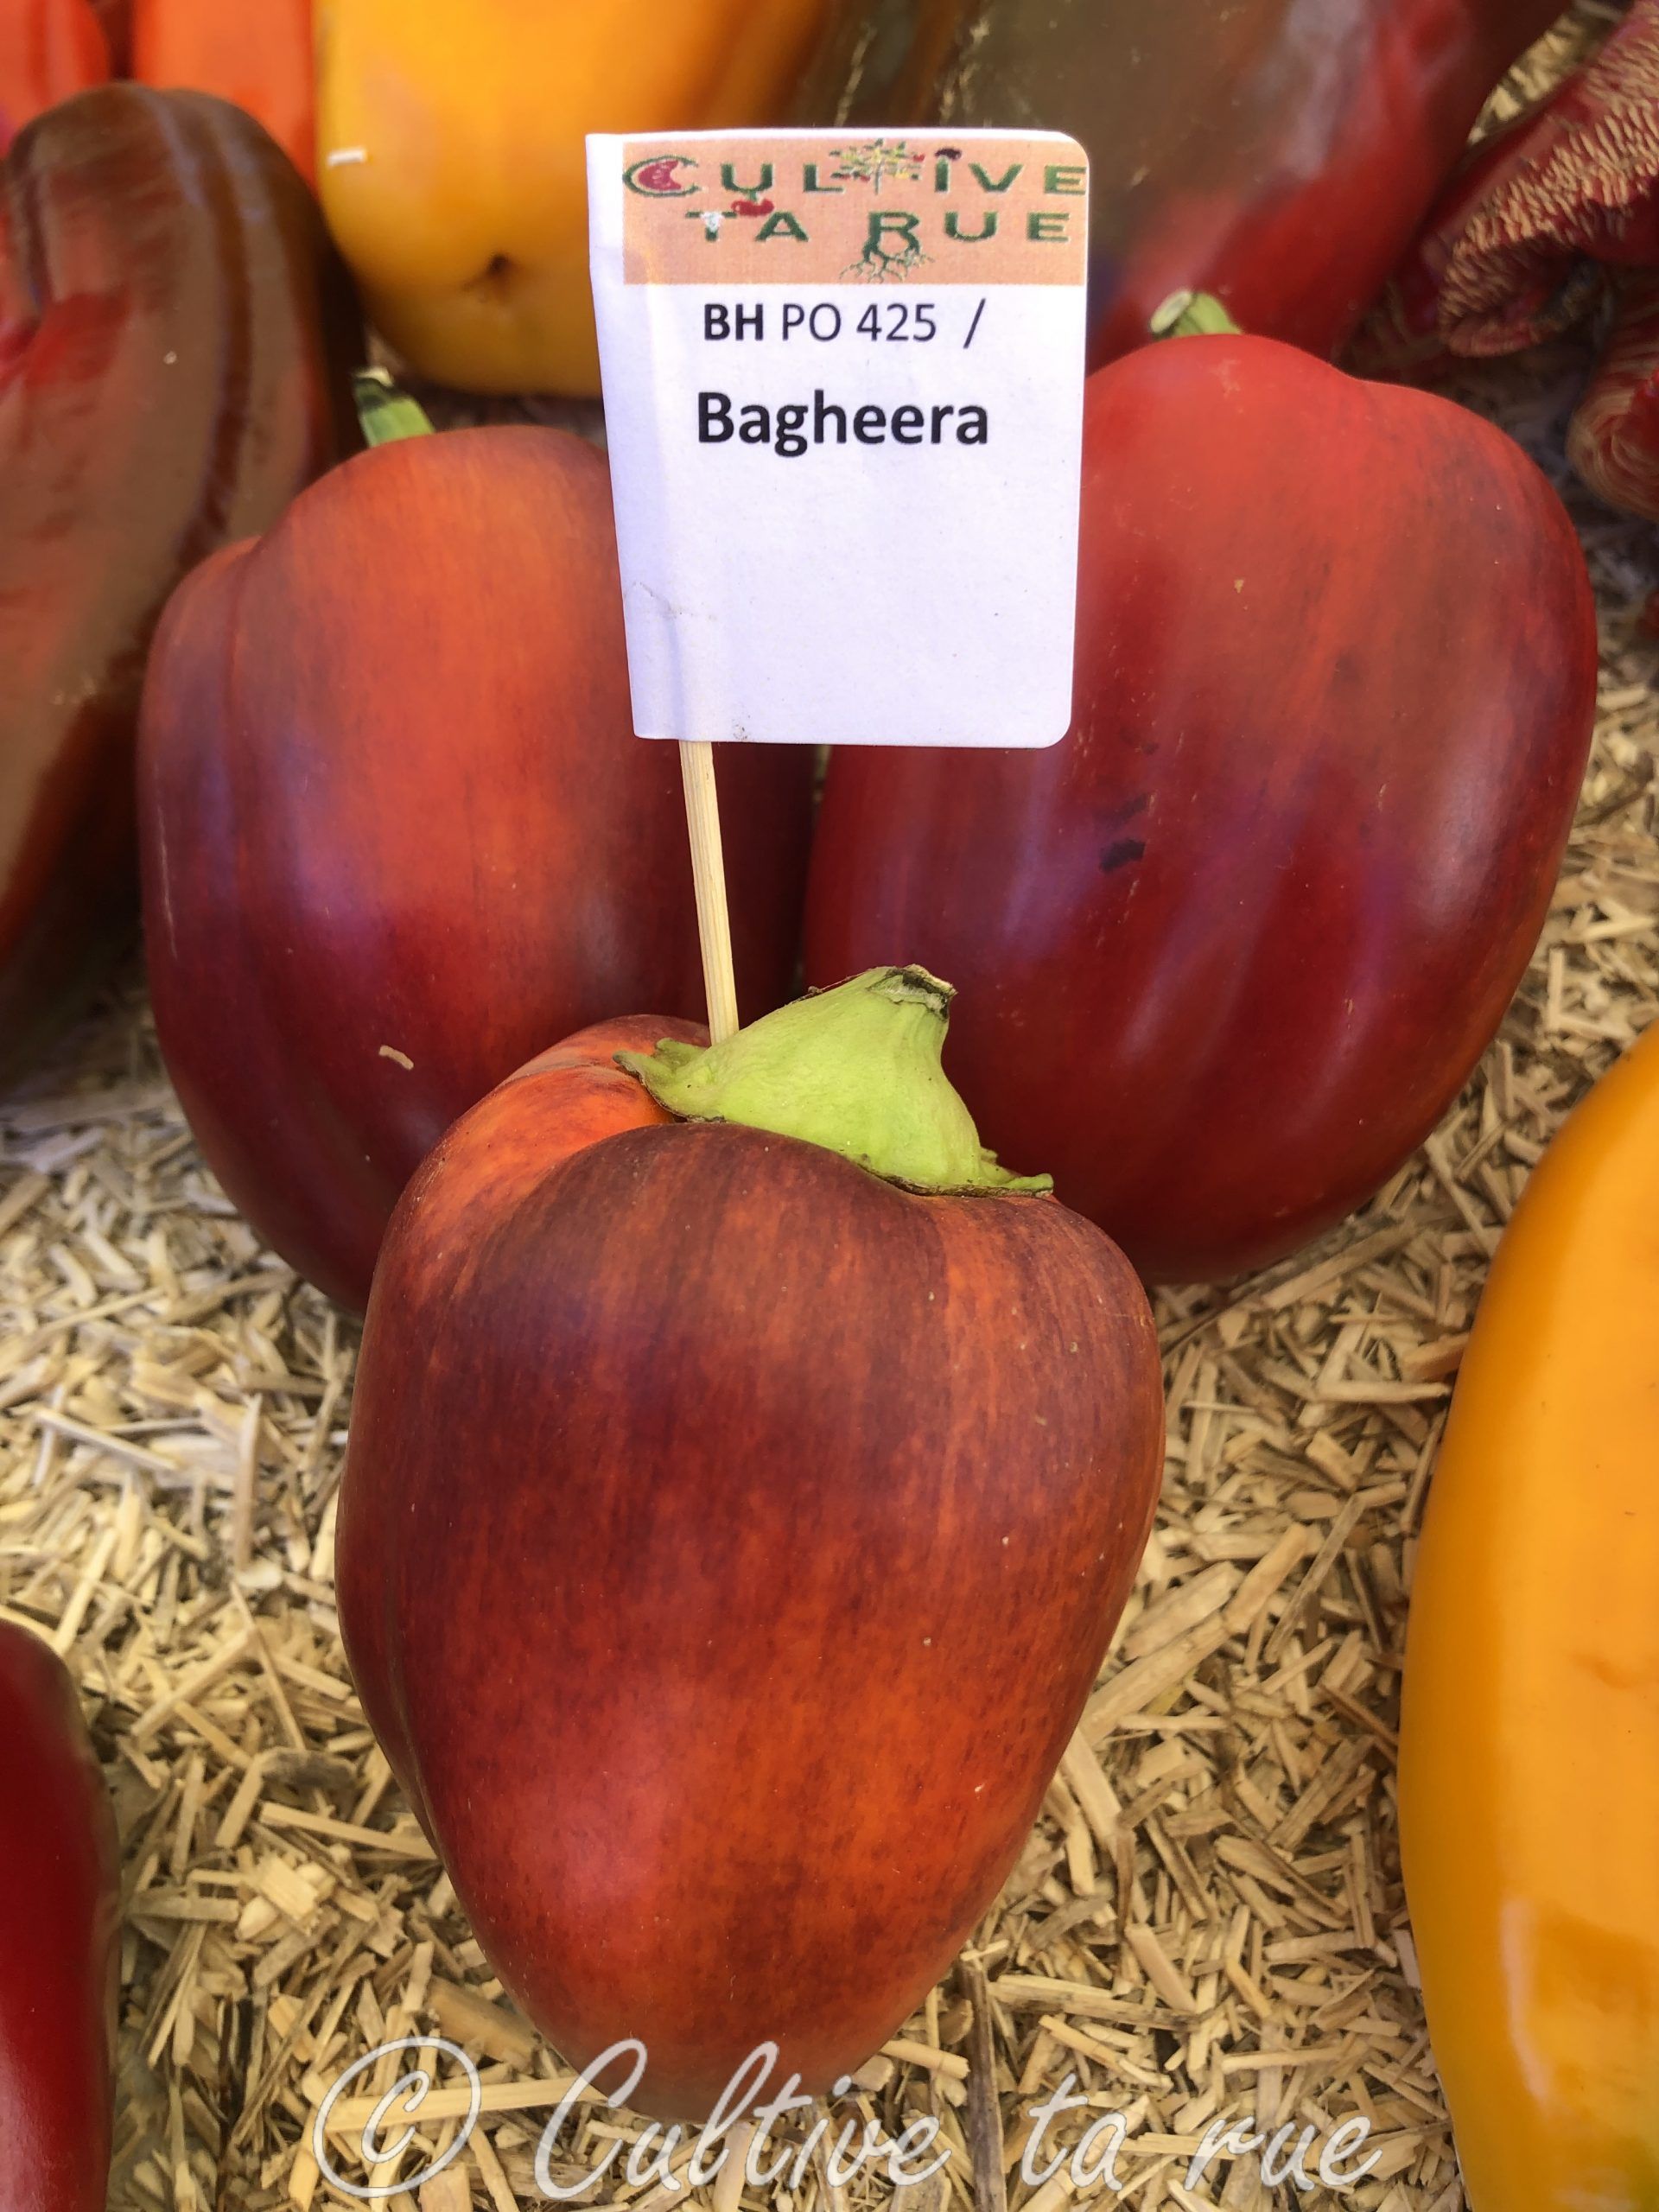 CULTIVE
TA RUE
BH PO 425 /
Bagheera
© Cultive ta rue